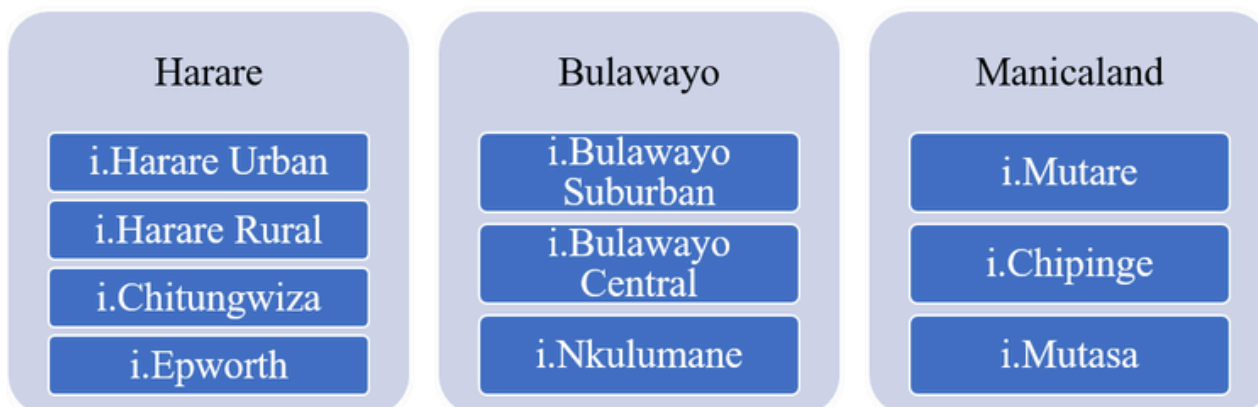 Harare
i.Harare Urban
i.Harare Rural
i.Chitungwiza
i.Epworth
Bulawayo
i.Bulawayo
Suburban
i.Bulawayo
Central
i.Nkulumane
Manicaland
i.Mutare
i.Chipinge
i.Mutasa